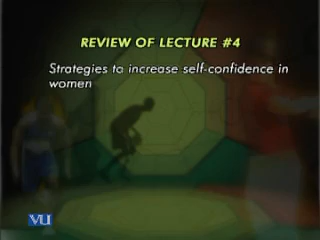 REVIEW OF LECTURE #4
Strategies to increase self-confidence in
women
VU